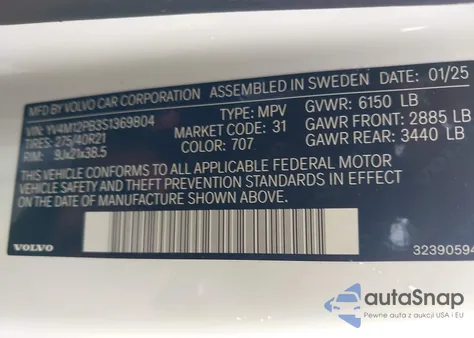 MFD BY VOLVO CAR CORPORATION ASSEMBLED IN SWEDEN DATE: 01/25
VIN: YV4M12PB3S1369804 TYPE: MPV GVWR: 6150 LB
TIRES: 275/40R21 MARKET CODE: 31 GAWR FRONT: 2885 LB
RIM: 9Jx21x38.5 COLOR: 707 GAWR REAR: 3440 LB
THIS VEHICLE CONFORMS TO ALL APPLICABLE FEDERAL MOTOR
VEHICLE SAFETY AND THEFT PREVENTION STANDARDS IN EFFECT
ON THE DATE OF MANUFACTURE SHOWN ABOVE.
VOLVO
32390594
autoSnap
Pewne auta z aukcji USA i EU